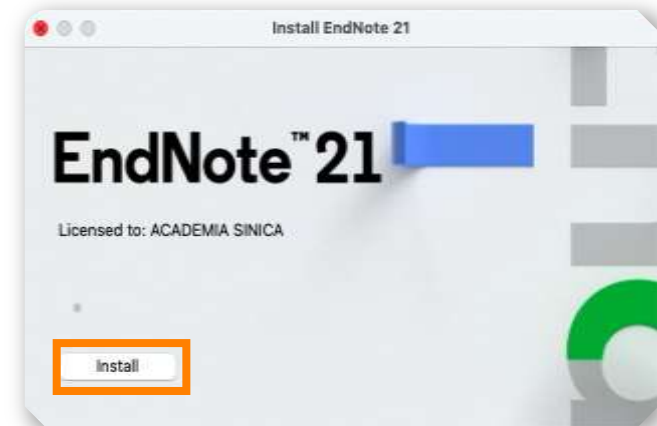 Install EndNote 21
EndNote™ 21
Licensed to: ACADEMIA SINICA
Install